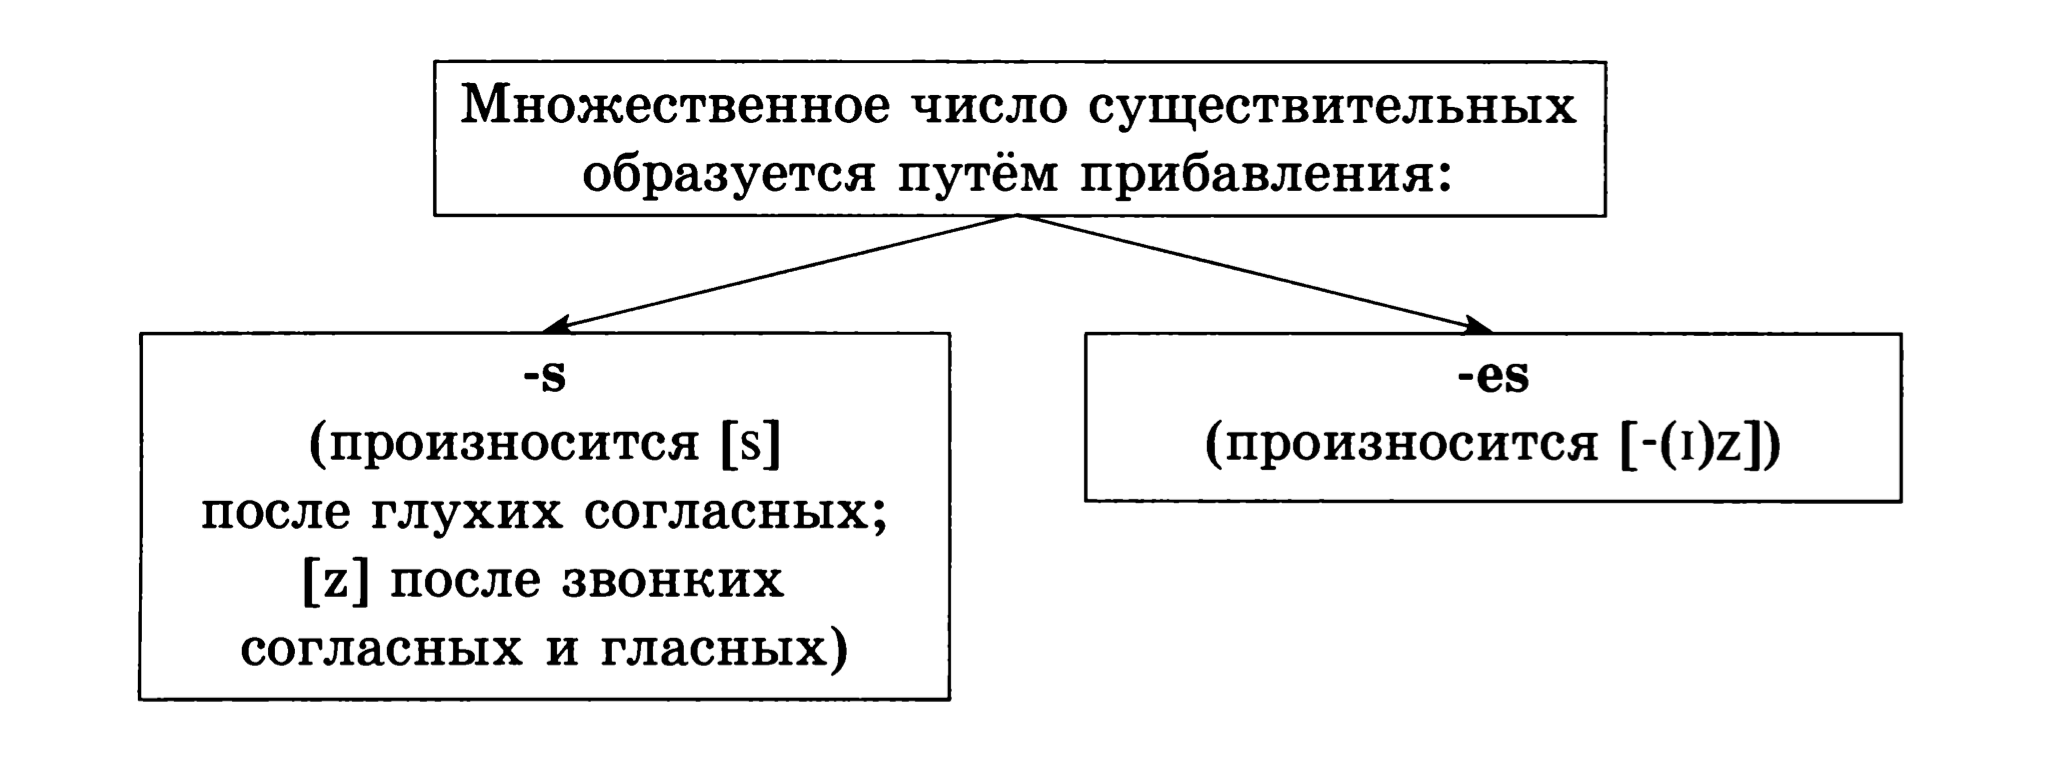 Множественное число существительных
образуется путём прибавления:
-s
(произносится [s]
после глухих согласных;
[z] после звонких
согласных и гласных)
-es
(произносится [-(ɪ)z])